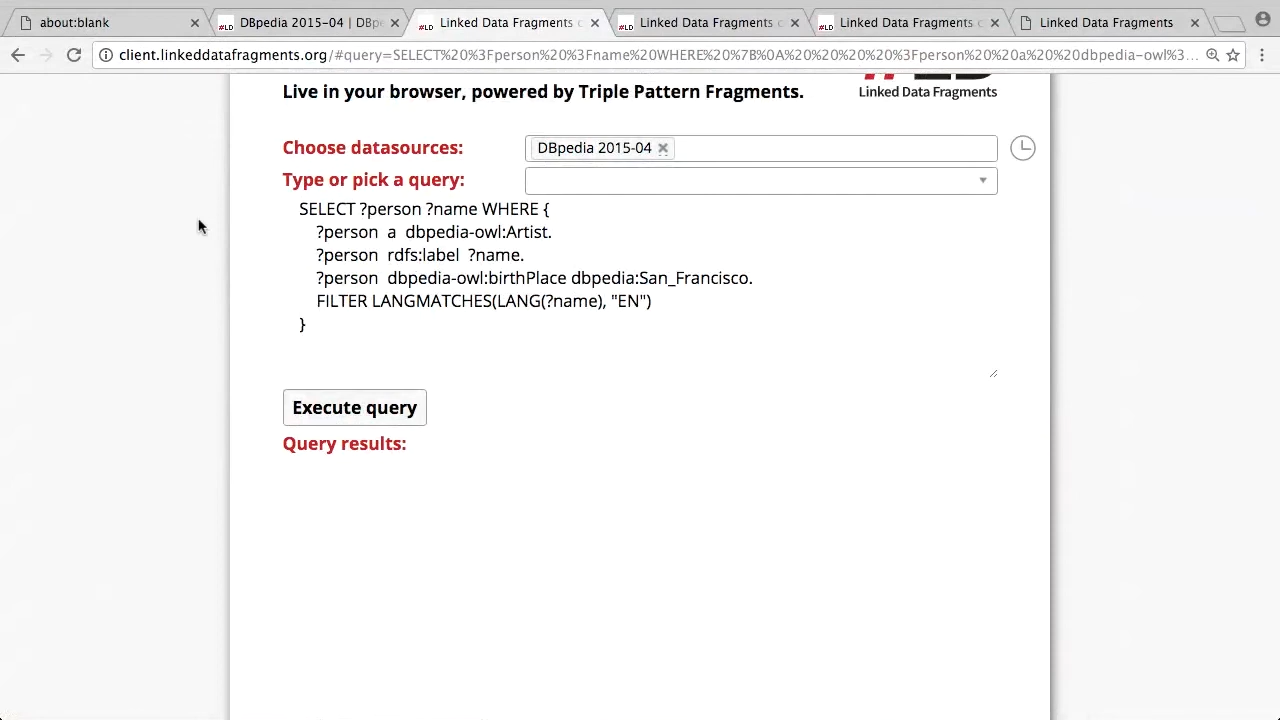 about:blank
DBpedia 2015-04 | DBp
Linked Data Fragments c
Linked Data Fragments c
Linked Data Fragments c
Linked Data Fragments
client.linkeddatafragments.org/#query=SELECT%20%3Fperson%20%3Fname%20WHERE%20%7B%0A%20%20%20%20%3Fperson%20%20a%20%20dbpedia-owl%3...
Live in your browser, powered by Triple Pattern Fragments.
Linked Data Fragments
Choose datasources:
DBpedia 2015-04
Type or pick a query:
SELECT ?person ?name WHERE {
?person a dbpedia-owl:Artist.
?person rdfs:label ?name.
?person dbpedia-owl:birthPlace dbpedia:San_Francisco.
FILTER LANGMATCHES(LANG(?name), "EN")
}
Execute query
Query results: